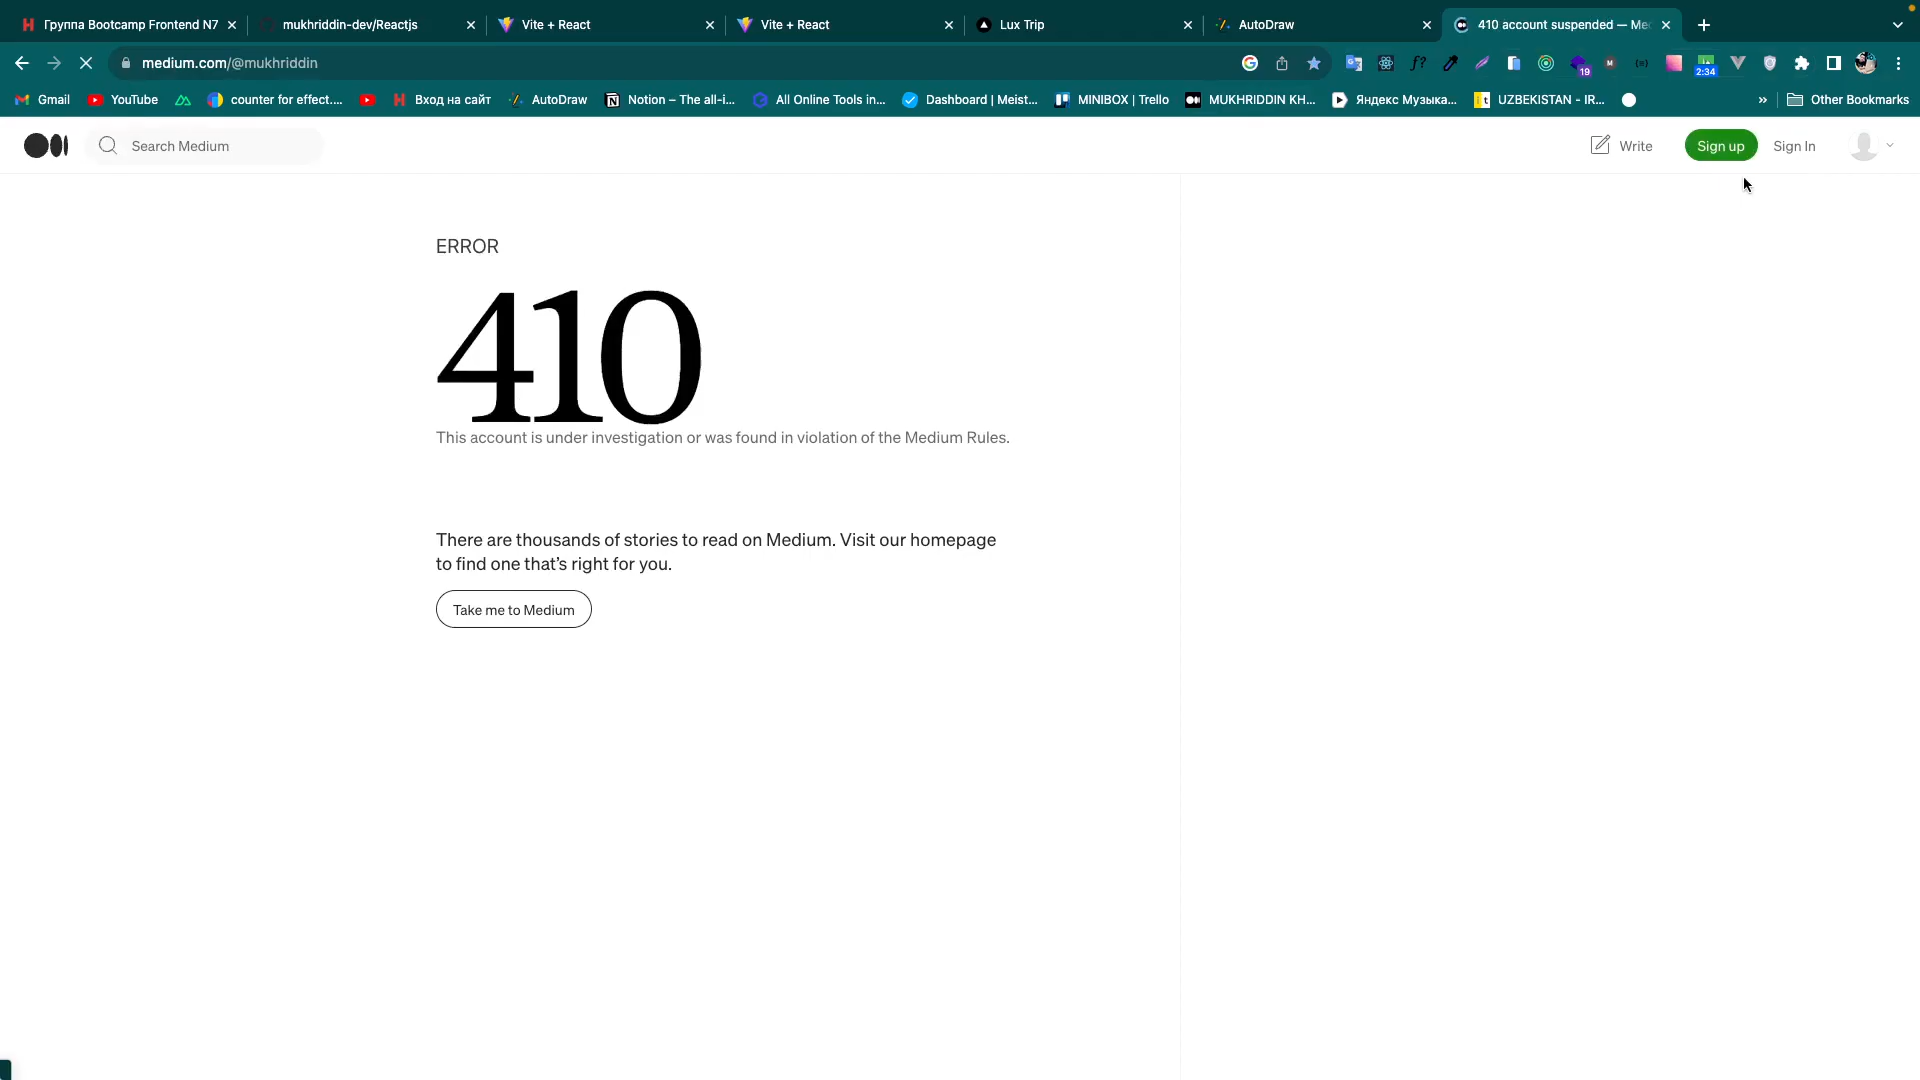 Группа Bootcamp Frontend N7
mukhriddin-dev/Reactjs
Vite + React
Vite + React
Lux Trip
AutoDraw
410 account suspended — Me
medium.com/@mukhriddin
19
2:34
Gmail
YouTube
counter for effect....
Вход на сайт
AutoDraw
Notion – The all-i...
All Online Tools in...
Dashboard | Meist...
MINIBOX | Trello
MUKHRIDDIN KH...
Яндекс Музыка...
UZBEKISTAN - IR...
»
Other Bookmarks
Search Medium
Write
Sign up
Sign In
ERROR
410
This account is under investigation or was found in violation of the Medium Rules.
There are thousands of stories to read on Medium. Visit our homepage
to find one that’s right for you.
Take me to Medium